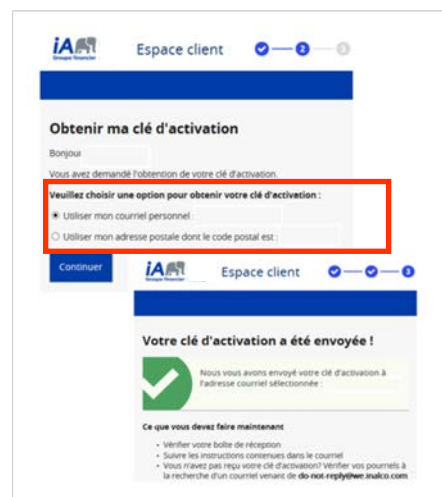 iA
Groupe financier
Espace client
2
3
Obtenir ma clé d'activation
Bonjour
Vous avez demandé l'obtention de votre clé d'activation.
Veuillez choisir une option pour obtenir votre clé d'activation :
Utiliser mon courriel personnel :
Utiliser mon adresse postale dont le code postal est :
Continuer
iA
Groupe financier
Espace client
3
Votre clé d'activation a été envoyée !
Nous vous avons envoyé votre clé d'activation à
l'adresse courriel sélectionnée :
Ce que vous devez faire maintenant
• Vérifier votre boîte de réception
• Suivre les instructions contenues dans le courriel
• Vous n'avez pas reçu votre clé d'activation? Vérifier vos pourriels à
la recherche d'un courriel venant de do-not-reply@we.inalco.com